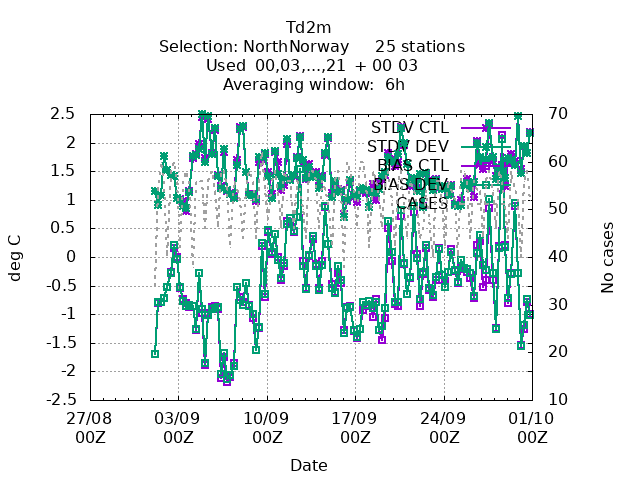 Td2m
Selection: NorthNorway 25 stations
Used 00,03,...,21 + 00 03
Averaging window: 6h
2.5
2
1.5
1
0.5
0
-0.5
-1
-1.5
-2
-2.5
deg C
70
60
50
40
30
20
10
No cases
STDV CTL
STDV DEV
BIAS CTL
BIAS DEV
CASES
27/08 03/09 10/09 17/09 24/09 01/10
00Z 00Z 00Z 00Z 00Z 00Z
Date